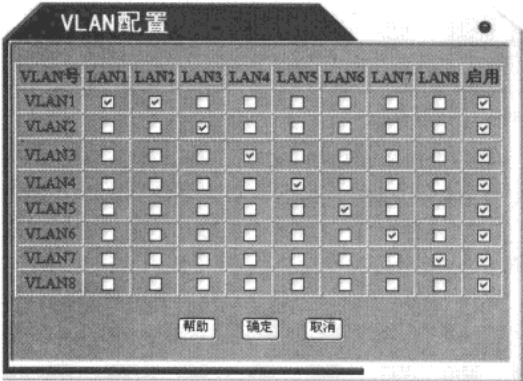 VLAN配置
VLAN号 LAN1 LAN2 LAN3 LAN4 LAN5 LAN6 LAN7 LAN8 启用
VLAN1
VLAN2
VLAN3
VLAN4
VLAN5
VLAN6
VLAN7
VLAN8
帮助 确定 取消